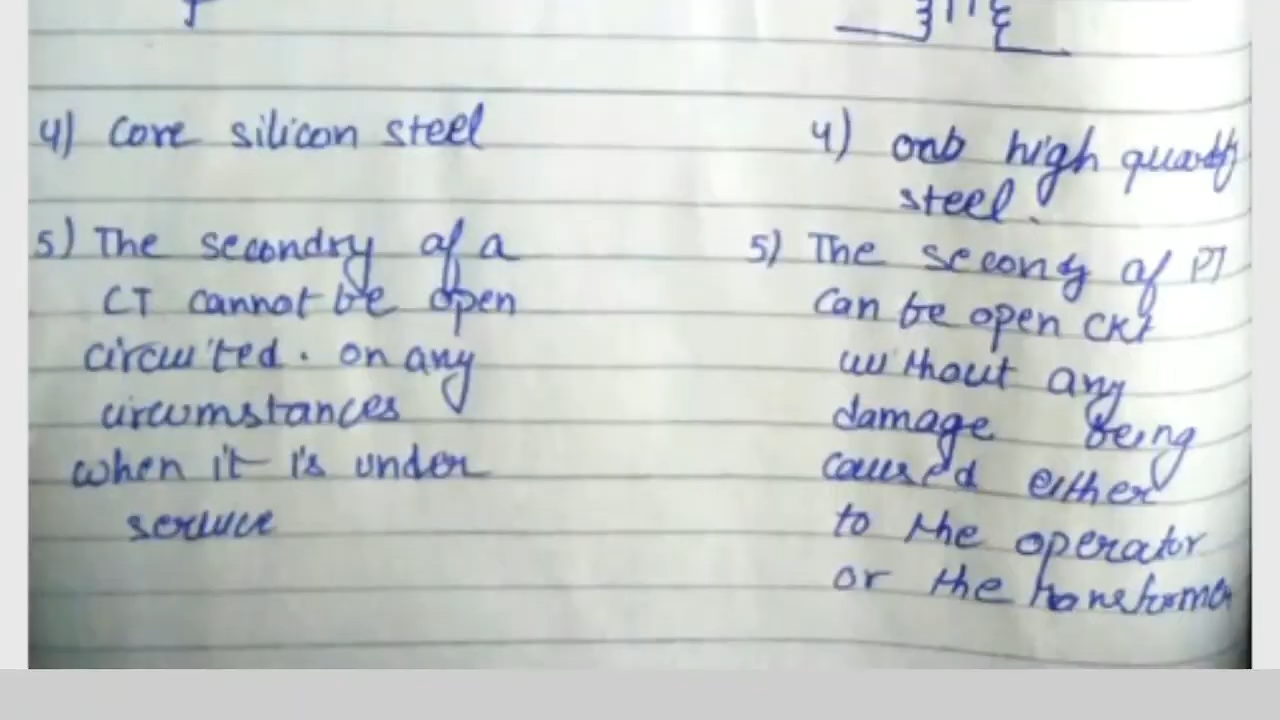 4) Core silicon steel
5) The secondry of a
CT cannot be open
circuited. on any
circumstances
when it is under
service
4) high
steel.
5) The secondy of PT
Can be open CKT
without any
damage being
caused either
to the operator
or the transformer